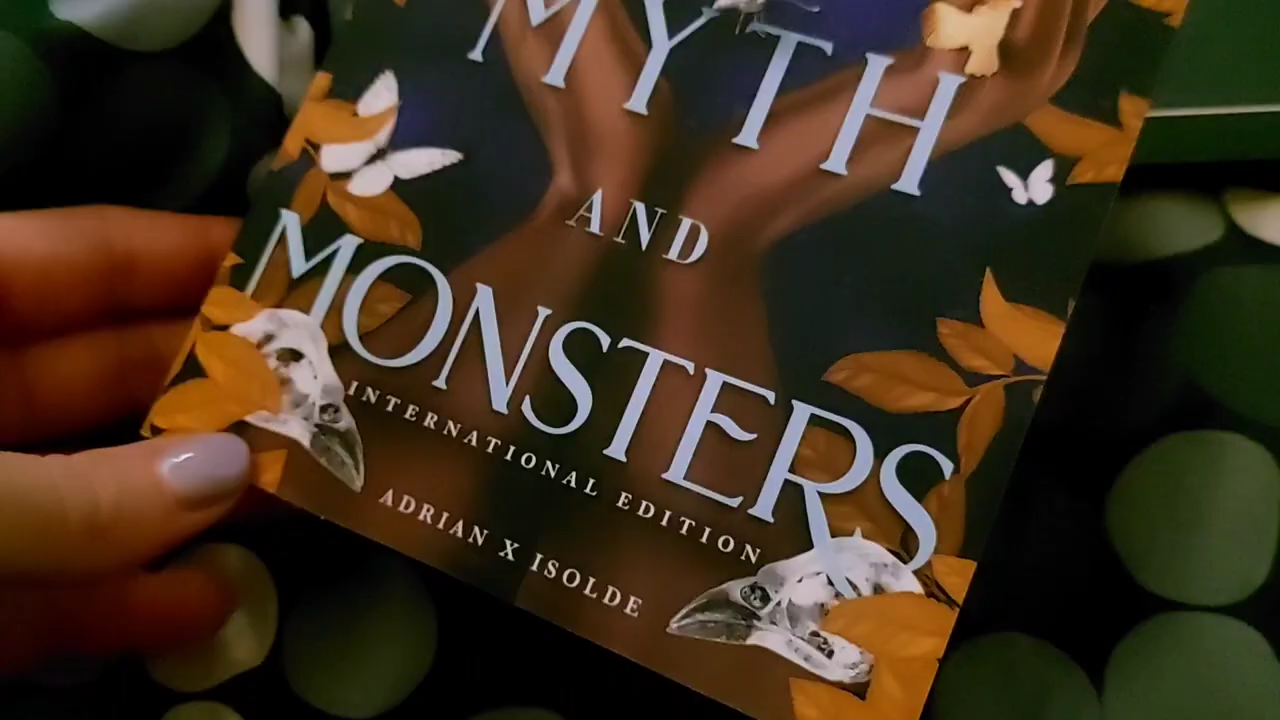 MYTH
AND
MONSTERS
INTERNATIONAL EDITION
ADRIAN X ISOLDE